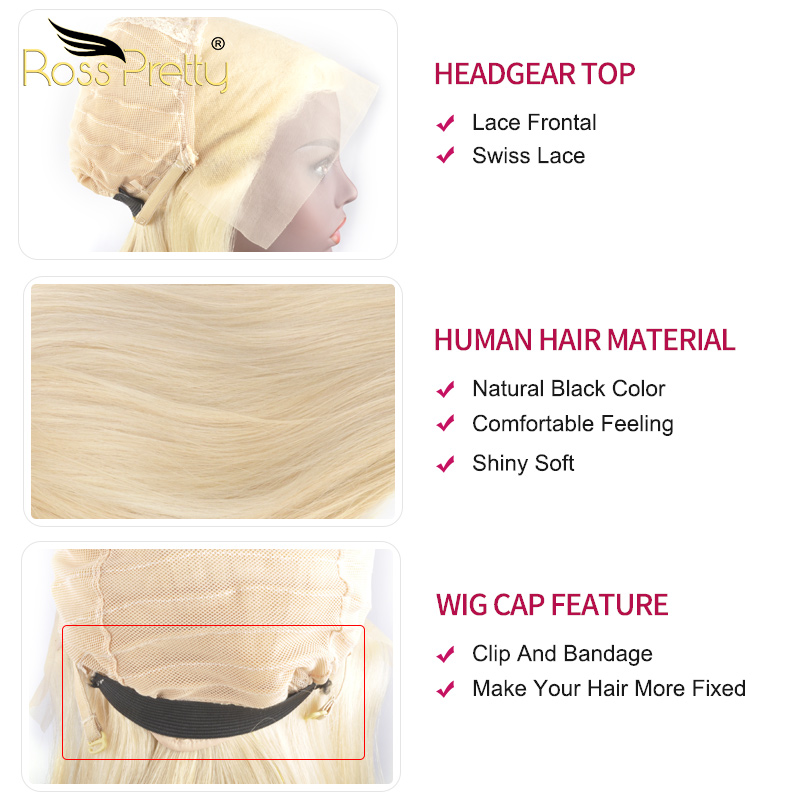 Ross Pretty®
HEADGEAR TOP
Lace Frontal
Swiss Lace
HUMAN HAIR MATERIAL
Natural Black Color
Comfortable Feeling
Shiny Soft
WIG CAP FEATURE
Clip And Bandage
Make Your Hair More Fixed